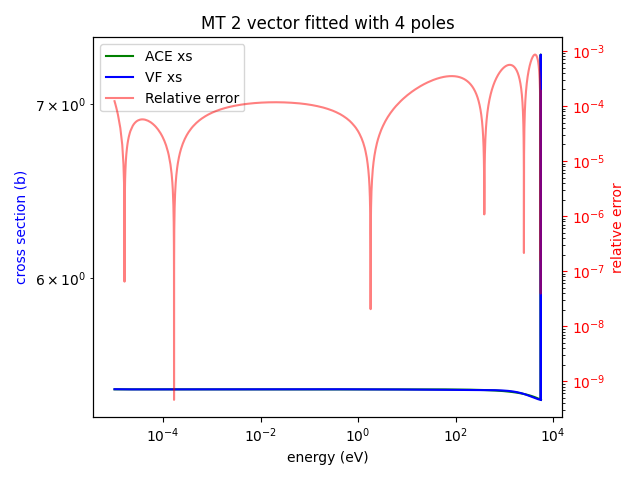 MT 2 vector fitted with 4 poles
ACE xs
VF xs
Relative error
7 × 10⁰
6 × 10⁰
cross section (b)
10⁻³
10⁻⁴
10⁻⁵
10⁻⁶
10⁻⁷
10⁻⁸
10⁻⁹
relative error
10⁻⁴ 10⁻² 10⁰ 10² 10⁴
energy (eV)